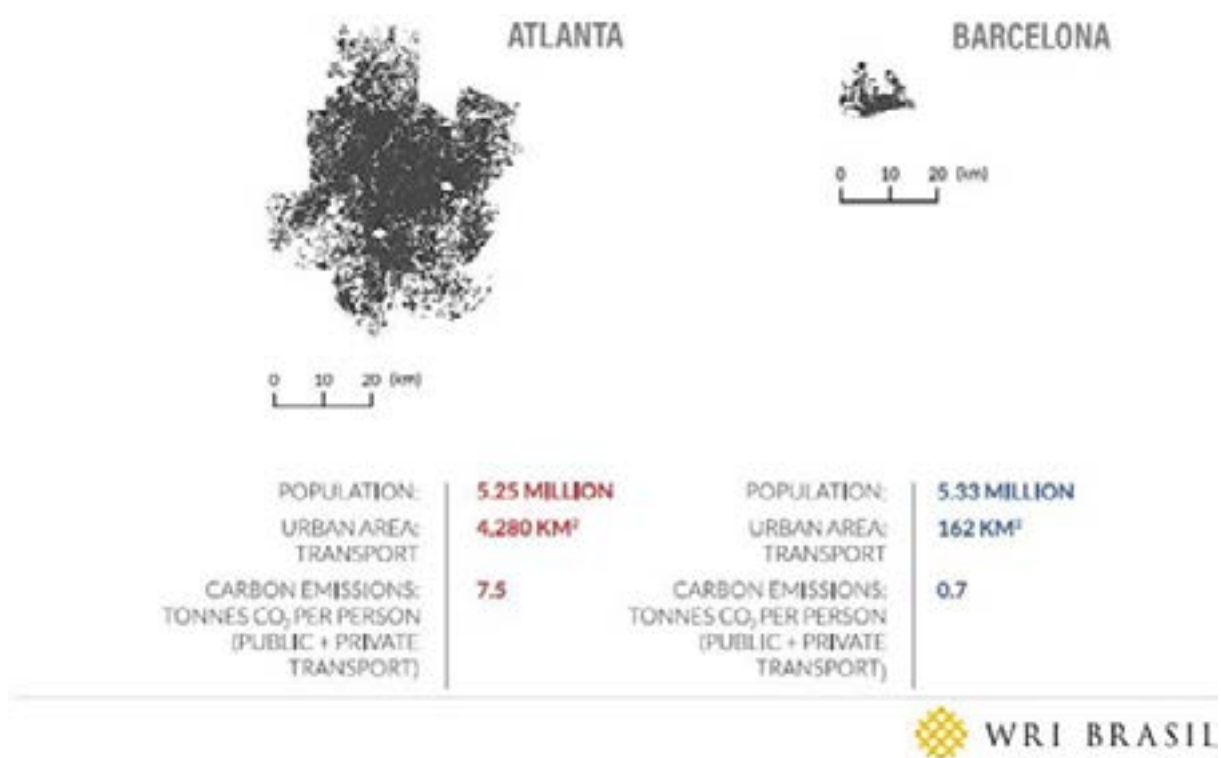 ATLANTA
BARCELONA
0 10 20 (km)
0 10 20 (km)
POPULATION: 5.25 MILLION
URBAN AREA: 4,280 KM²
TRANSPORT
CARBON EMISSIONS: 7.5
TONNES CO₂ PER PERSON
(PUBLIC + PRIVATE
TRANSPORT)
POPULATION: 5.33 MILLION
URBAN AREA: 162 KM²
TRANSPORT
CARBON EMISSIONS: 0.7
TONNES CO₂ PER PERSON
(PUBLIC + PRIVATE
TRANSPORT)
WRI BRASIL